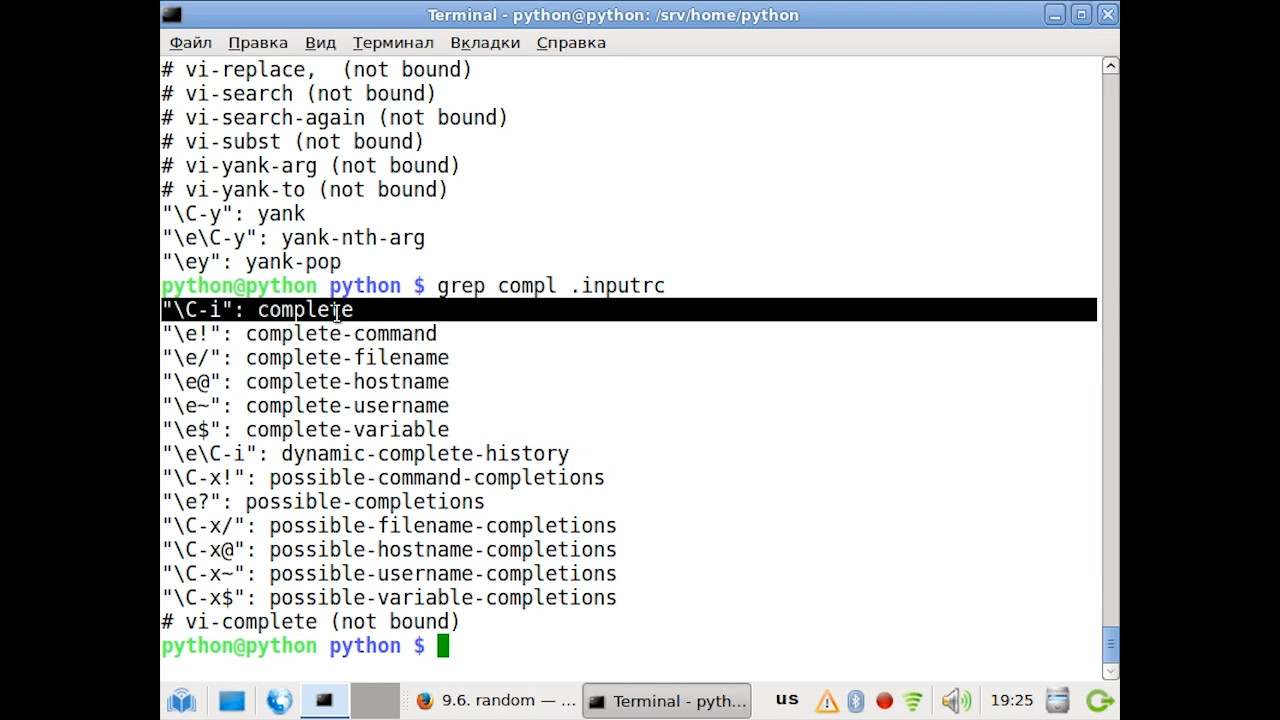 Terminal - python@python: /srv/home/python
Файл Правка Вид Терминал Вкладки Справка
# vi-replace,  (not bound)
# vi-search (not bound)
# vi-search-again (not bound)
# vi-subst (not bound)
# vi-yank-arg (not bound)
# vi-yank-to (not bound)
"\C-y": yank
"\e\C-y": yank-nth-arg
"\ey": yank-pop
python@python python $ grep compl .inputrc
"\C-i": complete
"\e!": complete-command
"\e/": complete-filename
"\e@": complete-hostname
"\e~": complete-username
"\e$": complete-variable
"\e\C-i": dynamic-complete-history
"\C-x!": possible-command-completions
"\e?": possible-completions
"\C-x/": possible-filename-completions
"\C-x@": possible-hostname-completions
"\C-x~": possible-username-completions
"\C-x$": possible-variable-completions
# vi-complete (not bound)
python@python python $
9.6. random — ... Terminal - pyth... us 19:25